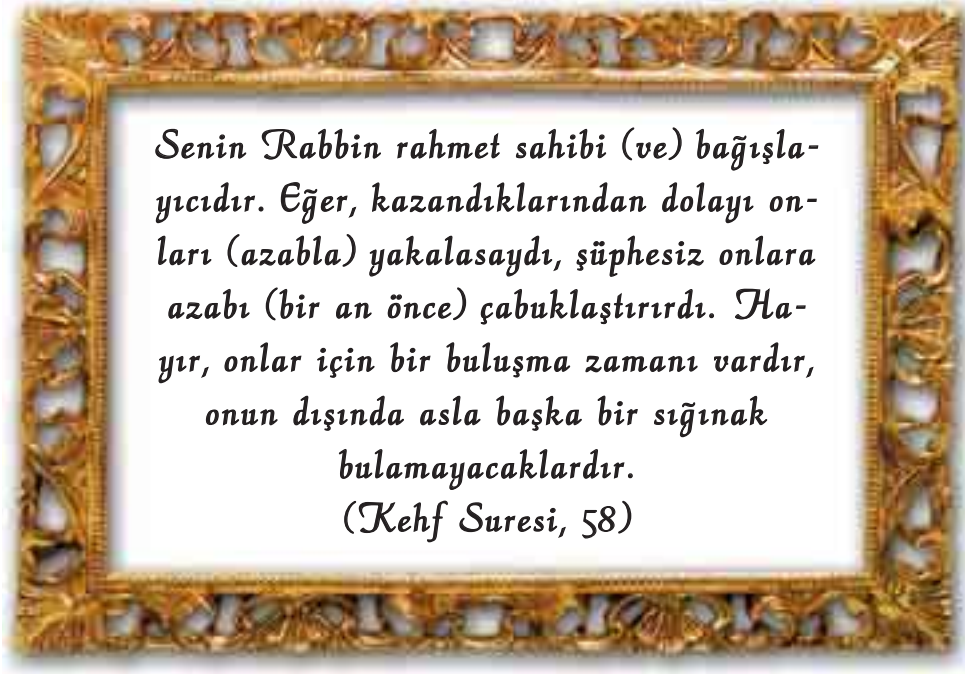 Senin Rabbin rahmet sahibi (ve) bağışla-
yıcıdır. Eğer, kazandıklarından dolayı on-
ları (azabla) yakalasaydı, şüphesiz onlara
azabı (bir an önce) çabuklaştırırdı. Ha-
yır, onlar için bir buluşma zamanı vardır,
onun dışında asla başka bir sığınak
bulamayacaklardır.
(Kehf Suresi, 58)